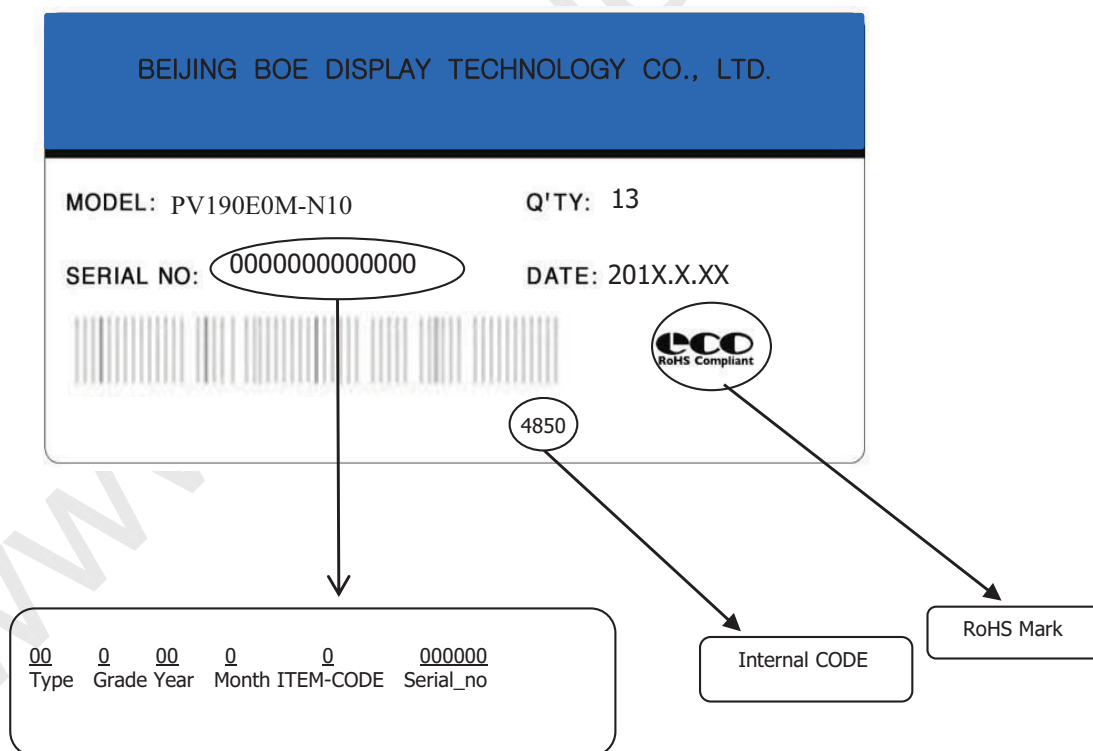 BEIJING BOE DISPLAY TECHNOLOGY CO., LTD.
MODEL: PV190E0M-N10 Q'TY: 13
SERIAL NO: 0000000000000 DATE: 201X.X.XX
eco
RoHS Compliant
4850
RoHS Mark
Internal CODE
00 0 00 0 0 000000
Type Grade Year Month ITEM-CODE Serial_no